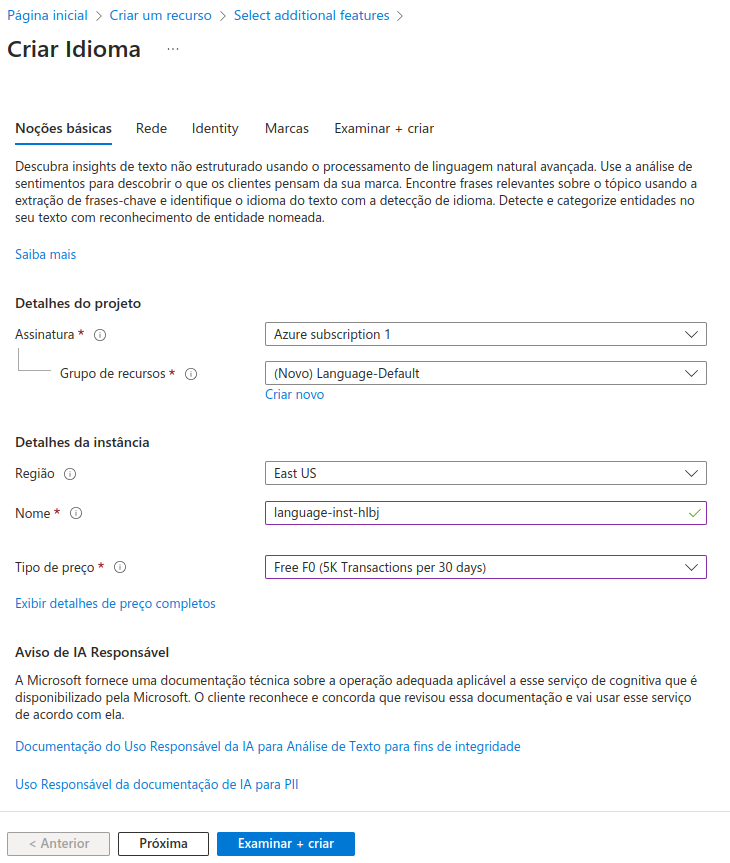 Página inicial > Criar um recurso > Select additional features >
Criar Idioma ...
Noções básicas Rede Identity Marcas Examinar + criar
Descubra insights de texto não estruturado usando o processamento de linguagem natural avançada. Use a análise de
sentimentos para descobrir o que os clientes pensam da sua marca. Encontre frases relevantes sobre o tópico usando a
extração de frases-chave e identifique o idioma do texto com a detecção de idioma. Detecte e categorize entidades no
seu texto com reconhecimento de entidade nomeada.
Saiba mais
Detalhes do projeto
Assinatura * Azure subscription 1
Grupo de recursos * (Novo) Language-Default
Criar novo
Detalhes da instância
Região East US
Nome * language-inst-hlbj
Tipo de preço * Free F0 (5K Transactions per 30 days)
Exibir detalhes de preço completos
Aviso de IA Responsável
A Microsoft fornece uma documentação técnica sobre a operação adequada aplicável a esse serviço de cognitiva que é
disponibilizado pela Microsoft. O cliente reconhece e concorda que revisou essa documentação e vai usar esse serviço
de acordo com ela.
Documentação do Uso Responsável da IA para Análise de Texto para fins de integridade
Uso Responsável da documentação de IA para PII
< Anterior Próxima Examinar + criar